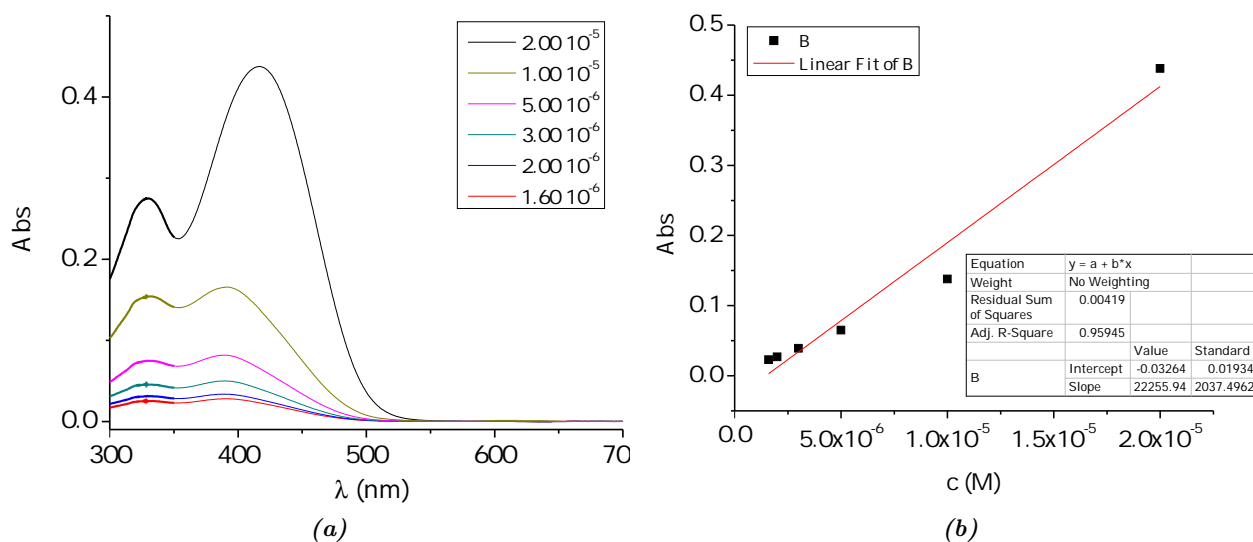 2.00 10⁻⁵
1.00 10⁻⁵
5.00 10⁻⁶
3.00 10⁻⁶
2.00 10⁻⁶
1.60 10⁻⁶
0.4
0.2
0.0
Abs
300 400 500 600 70
λ (nm)
(a)
B
Linear Fit of B
0.5
0.4
0.3
0.2
0.1
0.0
Abs
Equation y = a + b*x
Weight No Weighting
Residual Sum of Squares 0.00419
Adj. R-Square 0.95945
Value Standard
B Intercept -0.03264 0.01934
Slope 22255.94 2037.4962
0.0 5.0x10⁻⁶ 1.0x10⁻⁵ 1.5x10⁻⁵ 2.0x10⁻⁵
c (M)
(b)